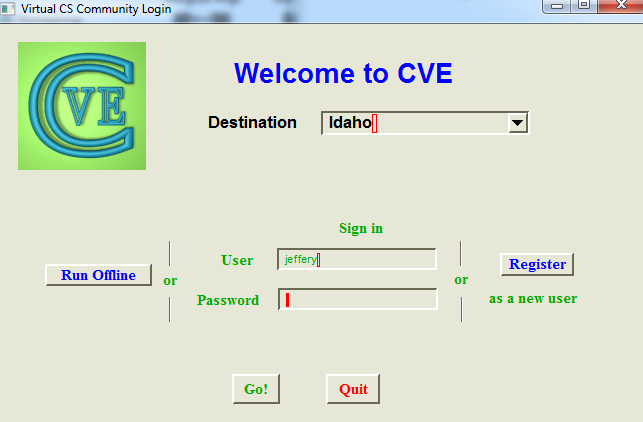 Virtual CS Community Login
CVE
Welcome to CVE
Destination Idaho
Sign in
User jeffery
Run Offline or or Register
Password as a new user
Go! Quit